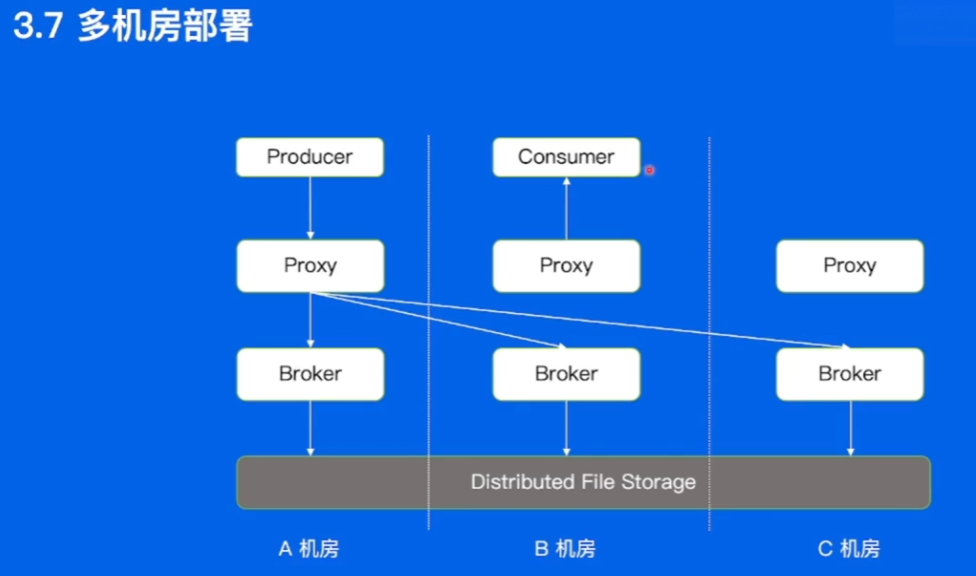 3.7 多机房部署
Producer
Consumer
Proxy
Proxy
Proxy
Broker
Broker
Broker
Distributed File Storage
A 机房
B 机房
C 机房